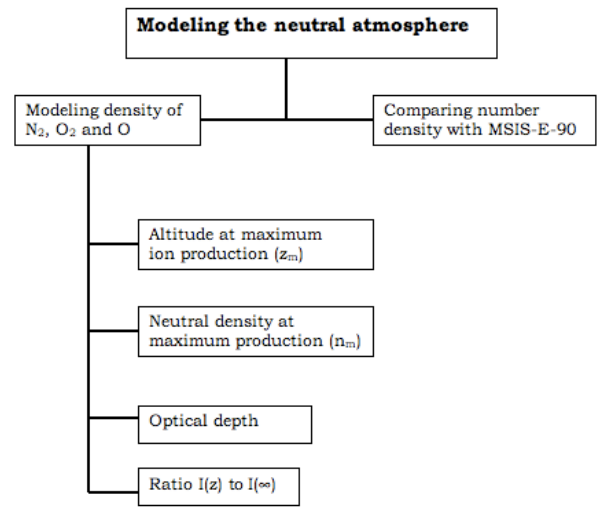 Modeling the neutral atmosphere
Modeling density of
N₂, O₂ and O
Comparing number
density with MSIS-E-90
Altitude at maximum
ion production (zₘ)
Neutral density at
maximum production (nₘ)
Optical depth
Ratio I(z) to I(∞)